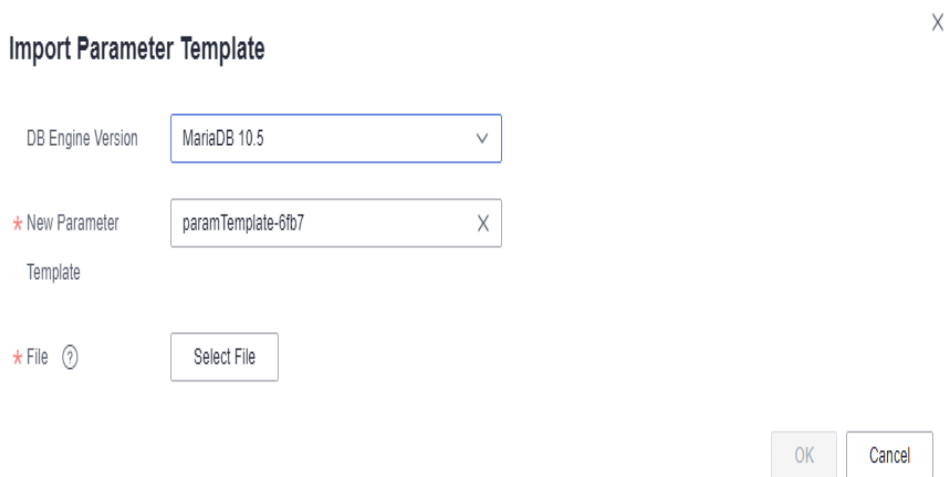 X
Import Parameter Template
DB Engine Version MariaDB 10.5
* New Parameter paramTemplate-6fb7 X
Template
* File ? Select File
OK Cancel